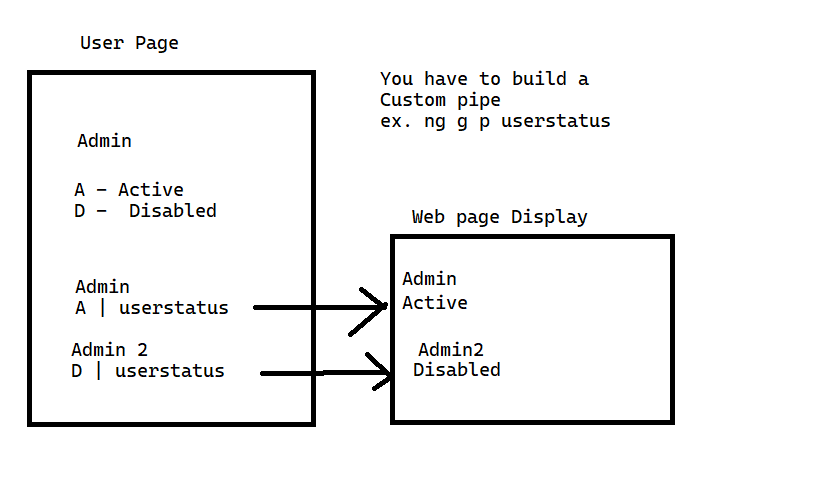 User Page
You have to build a
Custom pipe
ex. ng g p userstatus
Admin
A - Active
D - Disabled
Admin
A | userstatus
Admin 2
D | userstatus
Web page Display
Admin
Active
Admin2
Disabled